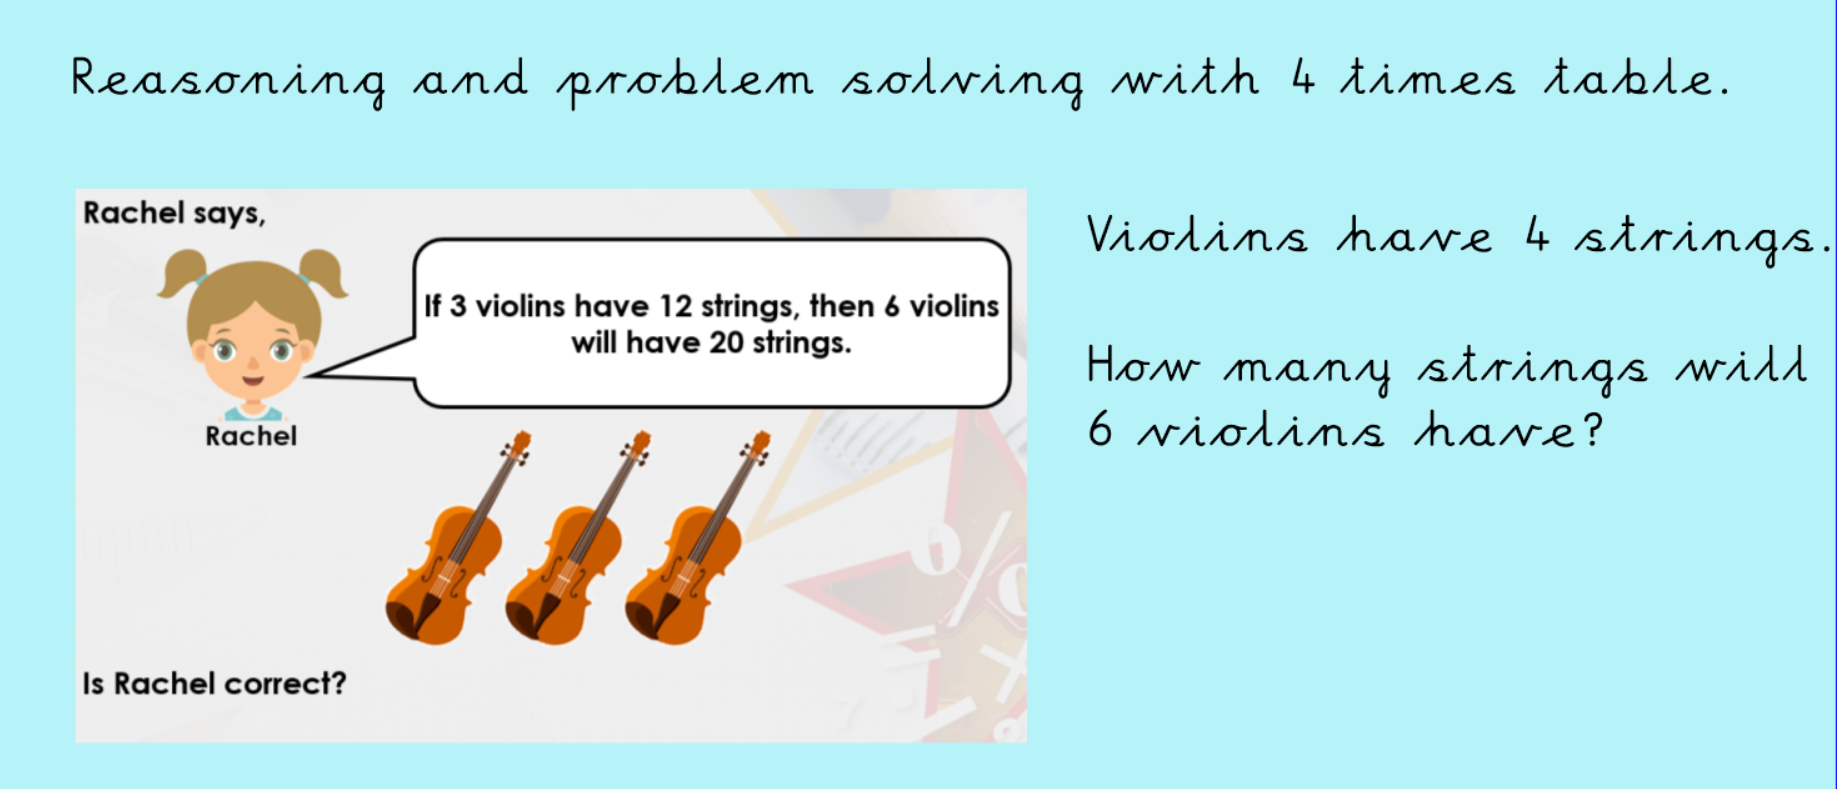 Reasoning and problem solving with 4 times table.
Rachel says,
If 3 violins have 12 strings, then 6 violins
will have 20 strings.
Rachel
Is Rachel correct?
Violins have 4 strings.
How many strings will
6 violins have?